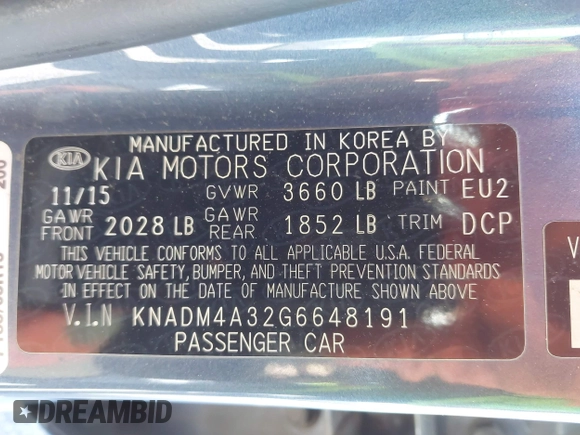 MANUFACTURED IN KOREA BY
KIA KIA MOTORS CORPORATION
11/15 GVWR 3660 LB PAINT EU2
GAWR FRONT 2028 LB GAWR REAR 1852 LB TRIM DCP
THIS VEHICLE CONFORMS TO ALL APPLICABLE U.S.A. FEDERAL
MOTOR VEHICLE SAFETY, BUMPER, AND THEFT PREVENTION STANDARDS
IN EFFECT ON THE DATE OF MANUFACTURE SHOWN ABOVE
V.I.N KNADM4A32G6648191
PASSENGER CAR
DREAMBID